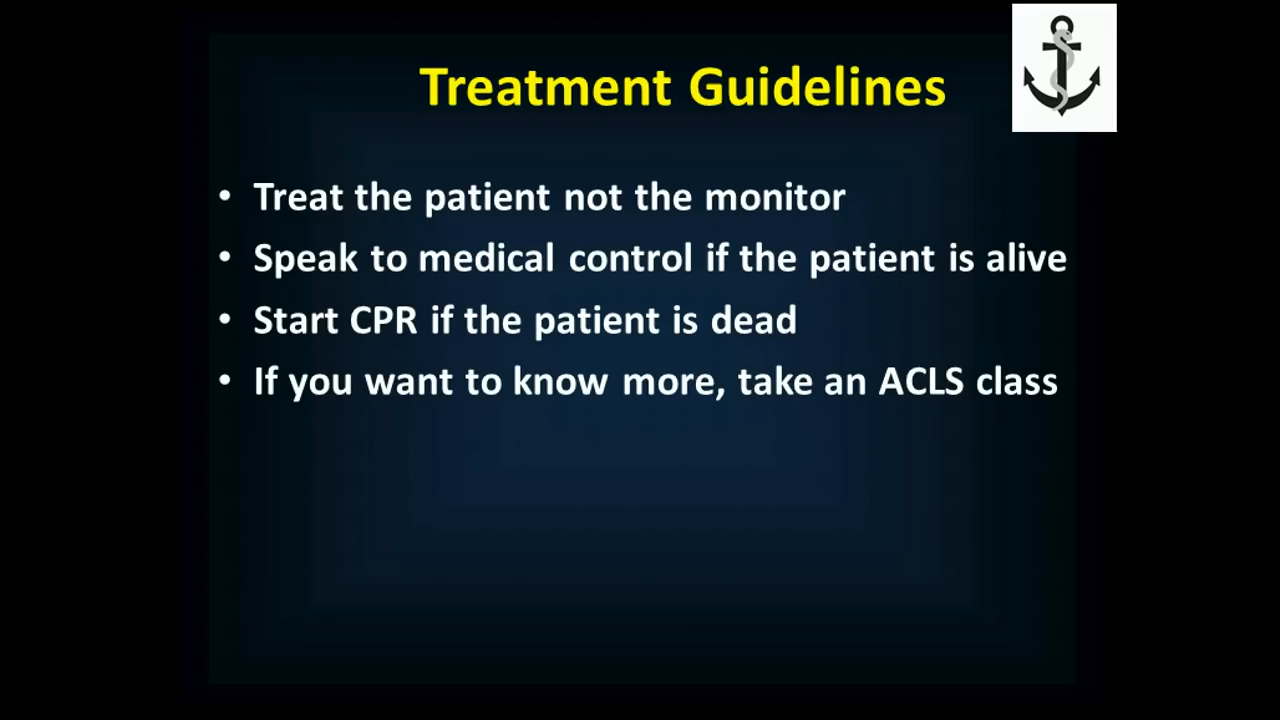 Treatment Guidelines
• Treat the patient not the monitor
• Speak to medical control if the patient is alive
• Start CPR if the patient is dead
• If you want to know more, take an ACLS class